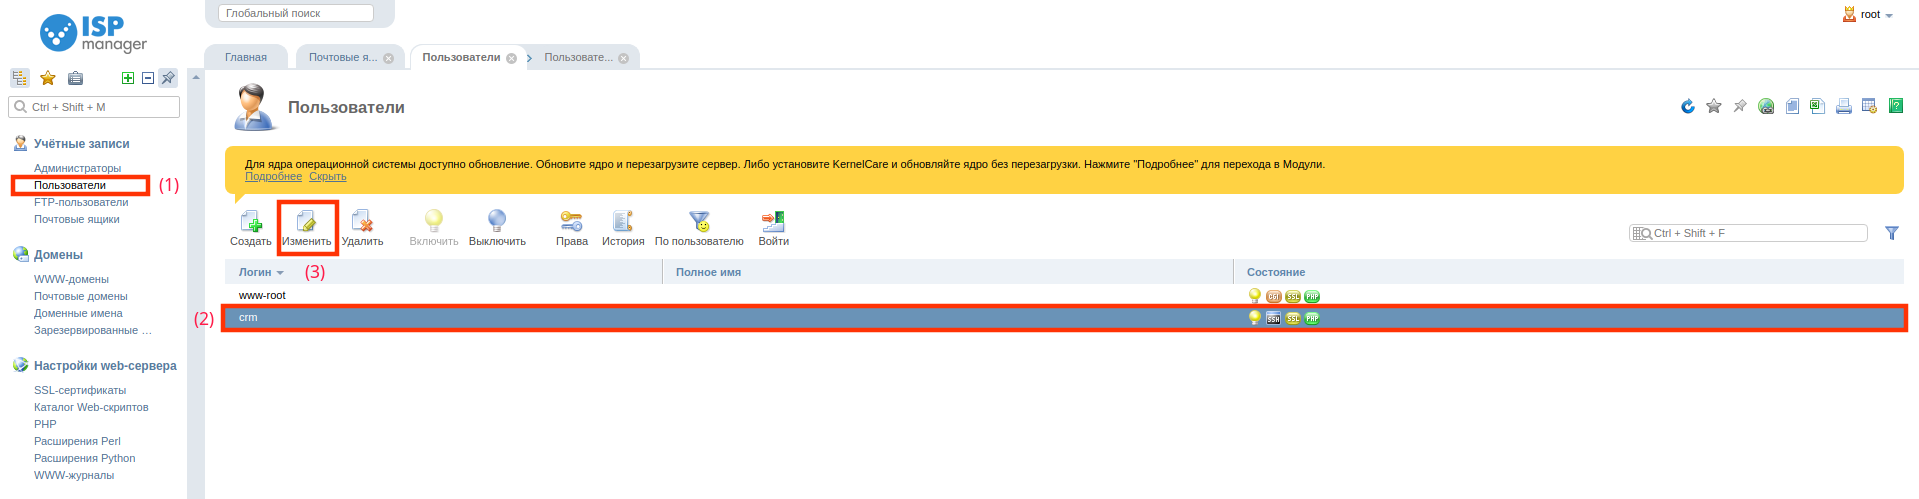 Глобальный поиск
root
ISP
manager
Главная
Почтовые я...
Пользователи
Пользовате...
Ctrl + Shift + M
Пользователи
Учётные записи
Администраторы
Пользователи
(1)
FTP-пользователи
Почтовые ящики
Для ядра операционной системы доступно обновление. Обновите ядро и перезагрузите сервер. Либо установите KernelCare и обновляйте ядро без перезагрузки. Нажмите "Подробнее" для перехода в Модули.
Подробнее Скрыть
Создать
Изменить
Удалить
Включить
Выключить
Права
История
По пользователю
Войти
Ctrl + Shift + F
Домены
WWW-домены
Почтовые домены
Доменные имена
Зарезервированные ...
Логин
(3)
Полное имя
Состояние
www-root
CGI
SSL
PHP
(2)
crm
SSH
SSL
PHP
Настройки web-сервера
SSL-сертификаты
Каталог Web-скриптов
PHP
Расширения Perl
Расширения Python
WWW-журналы